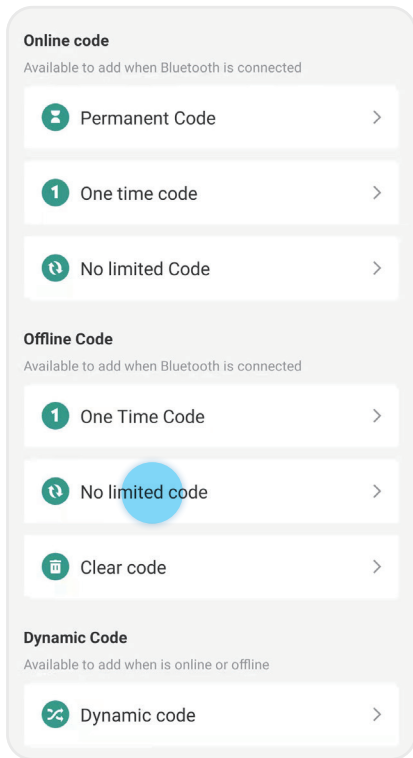 Online code
Available to add when Bluetooth is connected
Permanent Code
1 One time code
No limited Code
Offline Code
Available to add when Bluetooth is connected
1 One Time Code
No limited code
Clear code
Dynamic Code
Available to add when is online or offline
Dynamic code